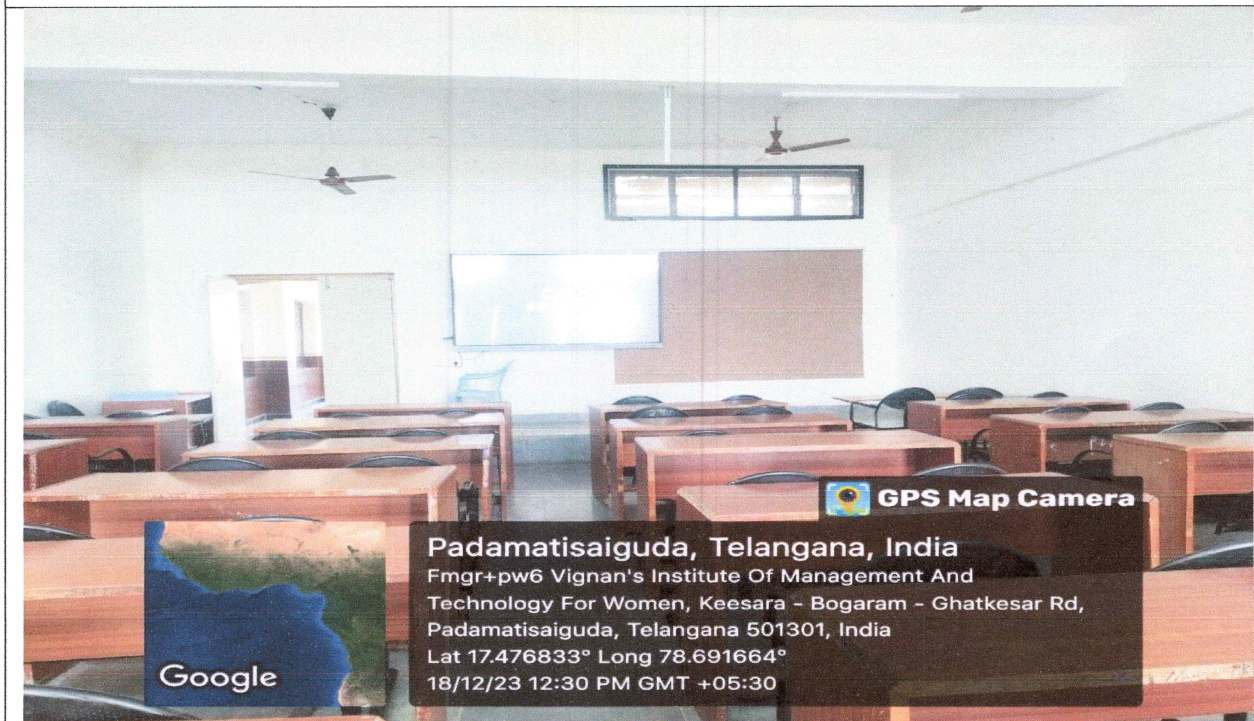 GPS Map Camera
Padamatisaiguda, Telangana, India
Fmgr+pw6 Vignan's Institute Of Management And
Technology For Women, Keesara - Bogaram - Ghatkesar Rd,
Padamatisaiguda, Telangana 501301, India
Lat 17.476833° Long 78.691664°
18/12/23 12:30 PM GMT +05:30
Google